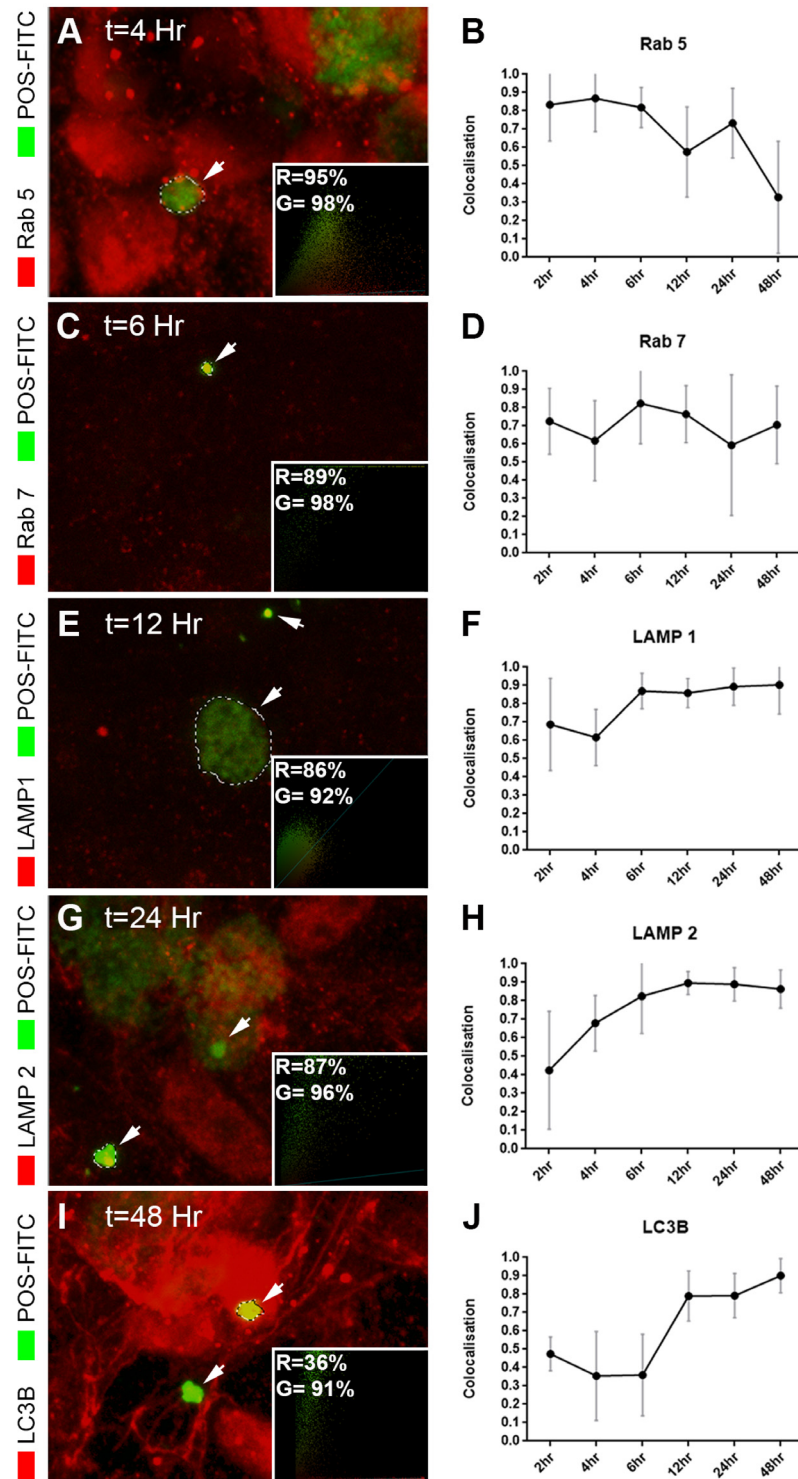 A t=4 Hr
POS-FITC
Rab 5
R=95%
G= 98%
B
Rab 5
Colocalisation
1.0
0.9
0.8
0.7
0.6
0.5
0.4
0.3
0.2
0.1
0.0
2hr 4hr 6hr 12hr 24hr 48hr
C t=6 Hr
POS-FITC
Rab 7
R=89%
G= 98%
D
Rab 7
Colocalisation
1.0
0.9
0.8
0.7
0.6
0.5
0.4
0.3
0.2
0.1
0.0
2hr 4hr 6hr 12hr 24hr 48hr
E t=12 Hr
POS-FITC
LAMP1
R=86%
G= 92%
F
LAMP 1
Colocalisation
1.0
0.9
0.8
0.7
0.6
0.5
0.4
0.3
0.2
0.1
0.0
2hr 4hr 6hr 12hr 24hr 48hr
G t=24 Hr
POS-FITC
LAMP 2
R=87%
G= 96%
H
LAMP 2
Colocalisation
1.0
0.9
0.8
0.7
0.6
0.5
0.4
0.3
0.2
0.1
0.0
2hr 4hr 6hr 12hr 24hr 48hr
I t=48 Hr
POS-FITC
LC3B
R=36%
G= 91%
J
LC3B
Colocalisation
1.0
0.9
0.8
0.7
0.6
0.5
0.4
0.3
0.2
0.1
0.0
2hr 4hr 6hr 12hr 24hr 48hr